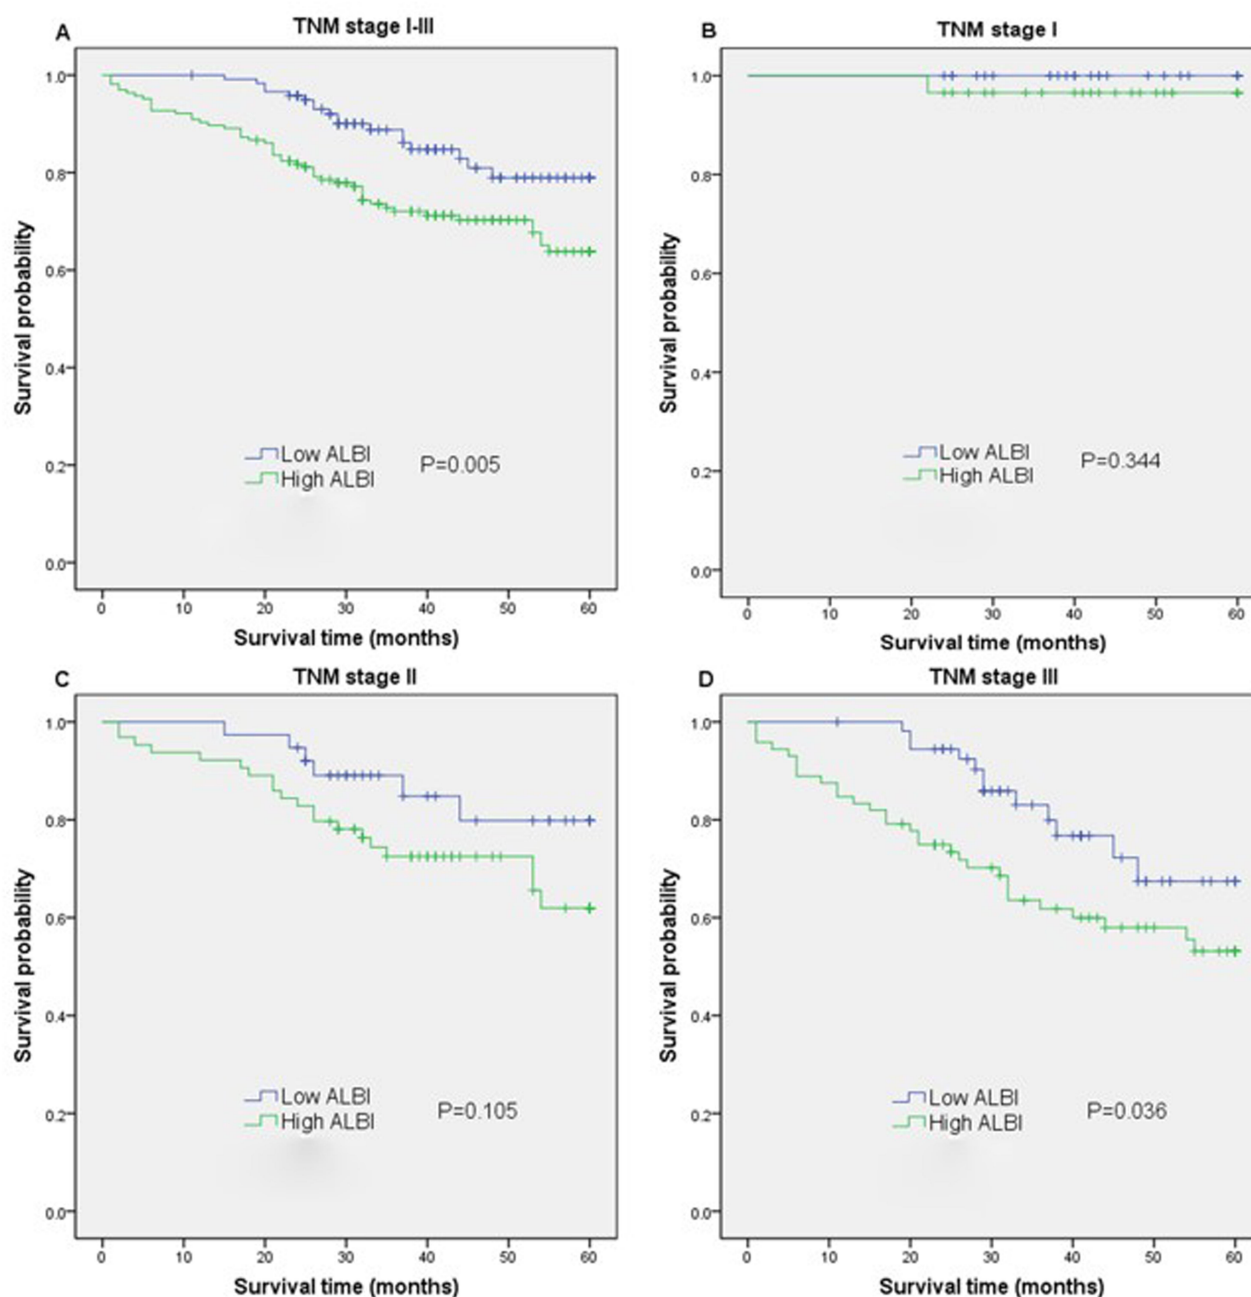 A
TNM stage I-III
Survival probability
1.0
0.8
0.6
0.4
0.2
0.0
Low ALBI
High ALBI
P=0.005
0 10 20 30 40 50 60
Survival time (months)
B
TNM stage I
Survival probability
1.0
0.8
0.6
0.4
0.2
0.0
Low ALBI
High ALBI
P=0.344
0 10 20 30 40 50 60
Survival time (months)
C
TNM stage II
Survival probability
1.0
0.8
0.6
0.4
0.2
0.0
Low ALBI
High ALBI
P=0.105
0 10 20 30 40 50 60
Survival time (months)
D
TNM stage III
Survival probability
1.0
0.8
0.6
0.4
0.2
0.0
Low ALBI
High ALBI
P=0.036
0 10 20 30 40 50 60
Survival time (months)